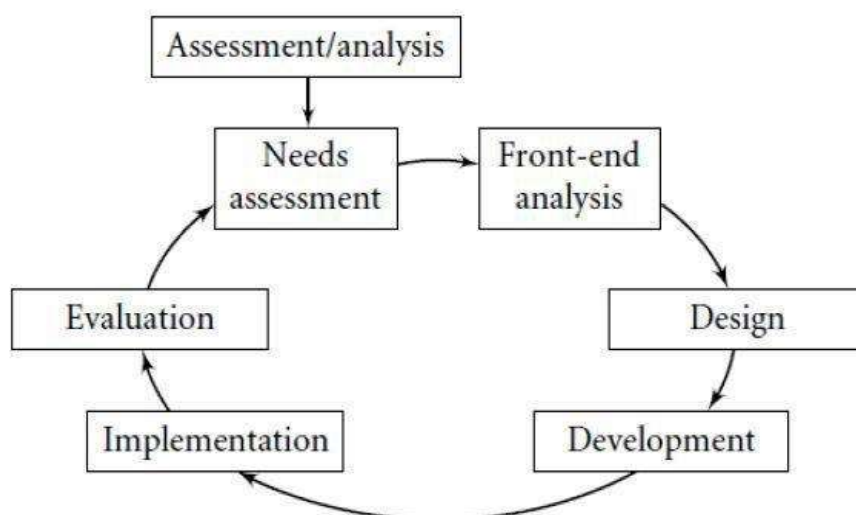 Assessment/analysis
Needs
assessment
Front-end
analysis
Evaluation
Design
Implementation
Development